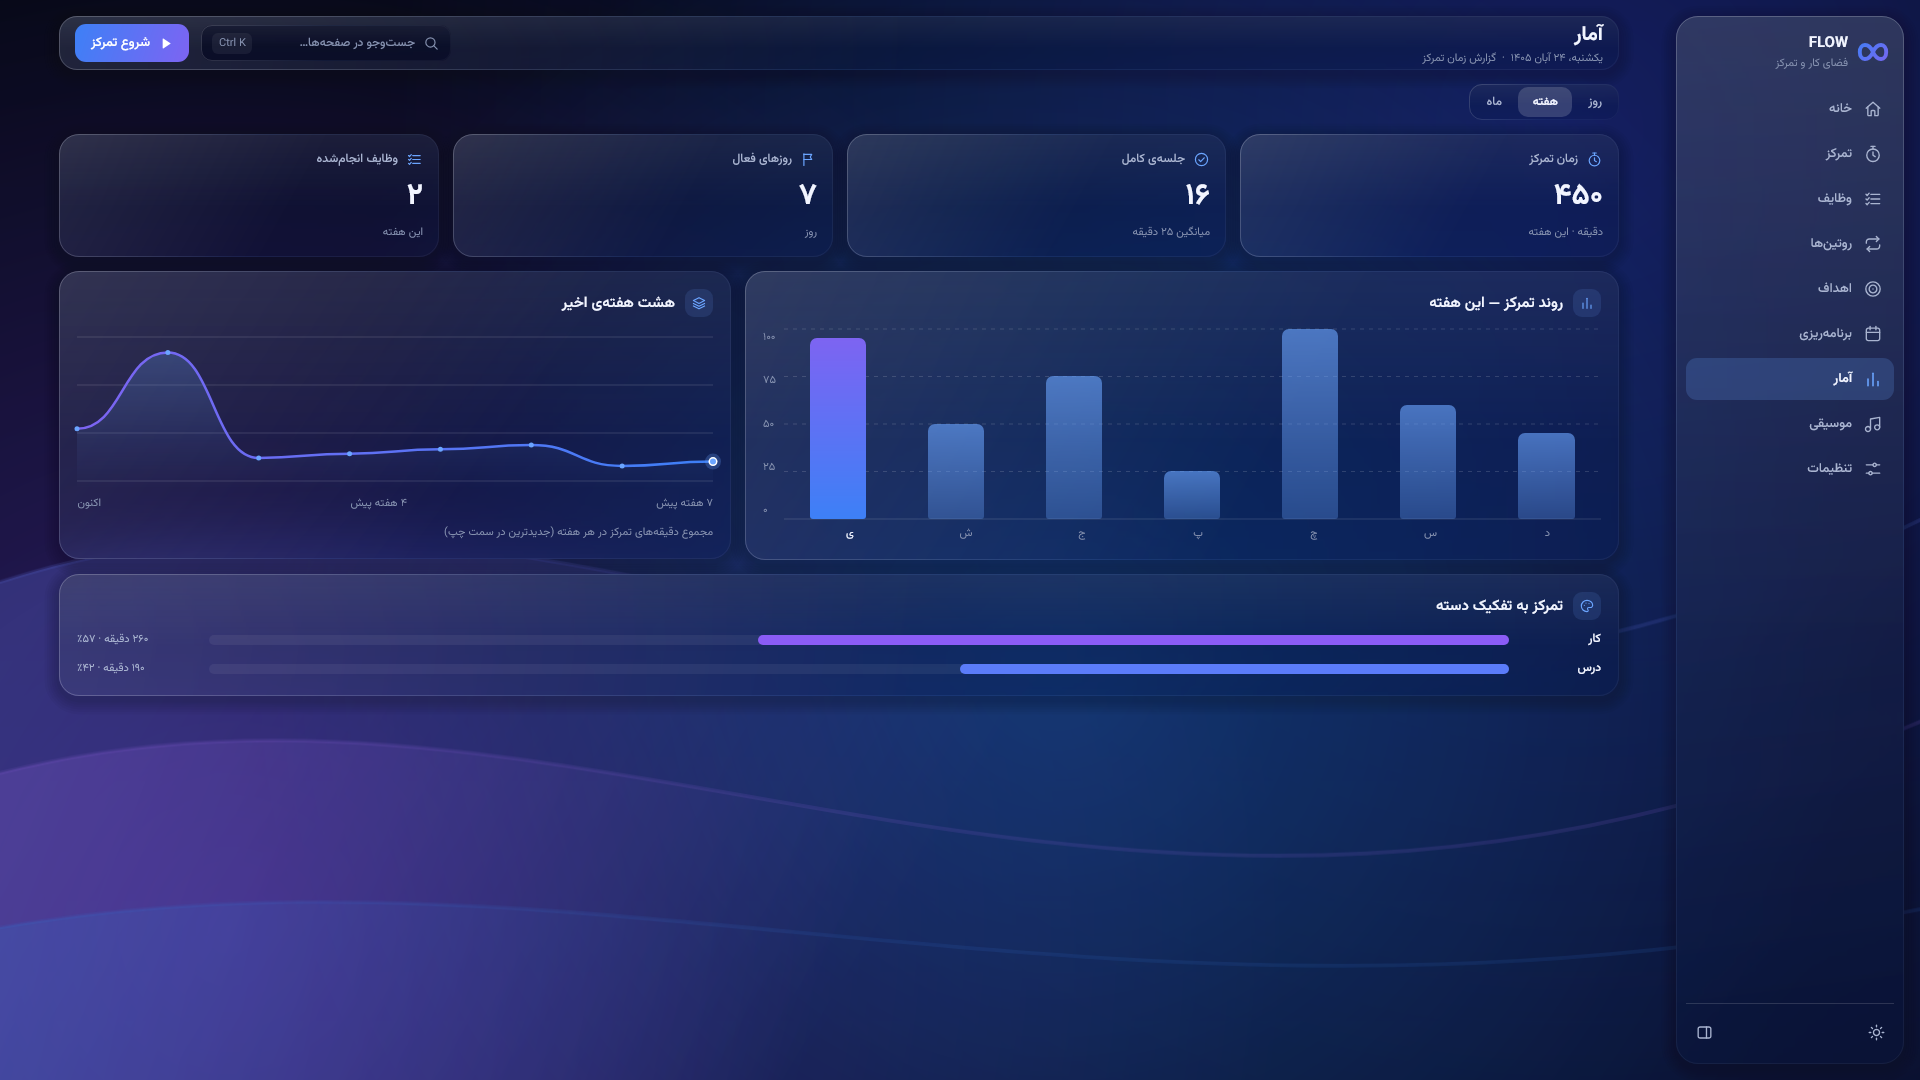 FLOW
فضای کار و تمرکز
خانه
تمرکز
وظایف
روتین‌ها
اهداف
برنامه‌ریزی
آمار
موسیقی
تنظیمات
آمار
یکشنبه، ۲۴ آبان ۱۴۰۵ · گزارش زمان تمرکز
جست‌وجو در صفحه‌ها...
Ctrl K
شروع تمرکز
روز
هفته
ماه
زمان تمرکز
۴۵۰
دقیقه · این هفته
جلسه‌ی کامل
۱۶
میانگین ۲۵ دقیقه
روزهای فعال
۷
روز
وظایف انجام‌شده
۲
این هفته
روند تمرکز — این هفته
۱۰۰
۷۵
۵۰
۲۵
۰
د
س
چ
پ
ج
ش
ی
هشت هفته‌ی اخیر
۷ هفته پیش
۴ هفته پیش
اکنون
مجموع دقیقه‌های تمرکز در هر هفته (جدیدترین در سمت چپ)
تمرکز به تفکیک دسته
کار
۲۶۰ دقیقه · ۵۷٪
درس
۱۹۰ دقیقه · ۴۲٪